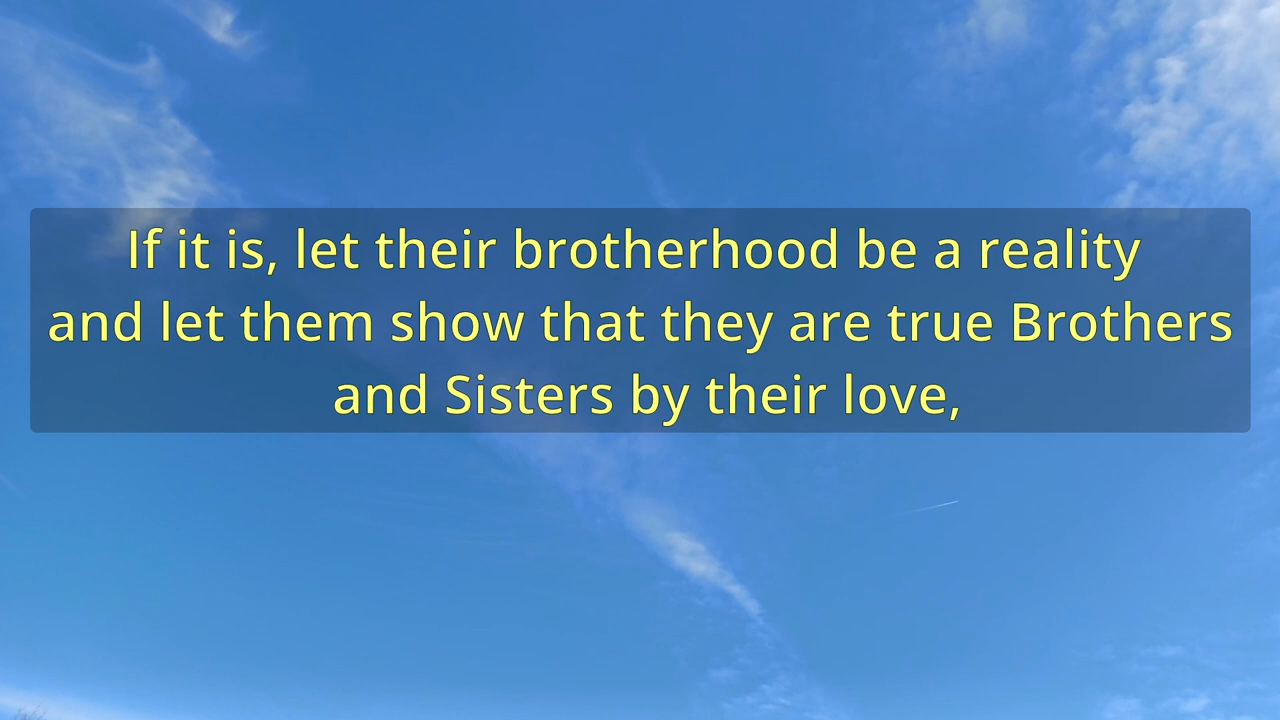 If it is, let their brotherhood be a reality
and let them show that they are true Brothers
and Sisters by their love,